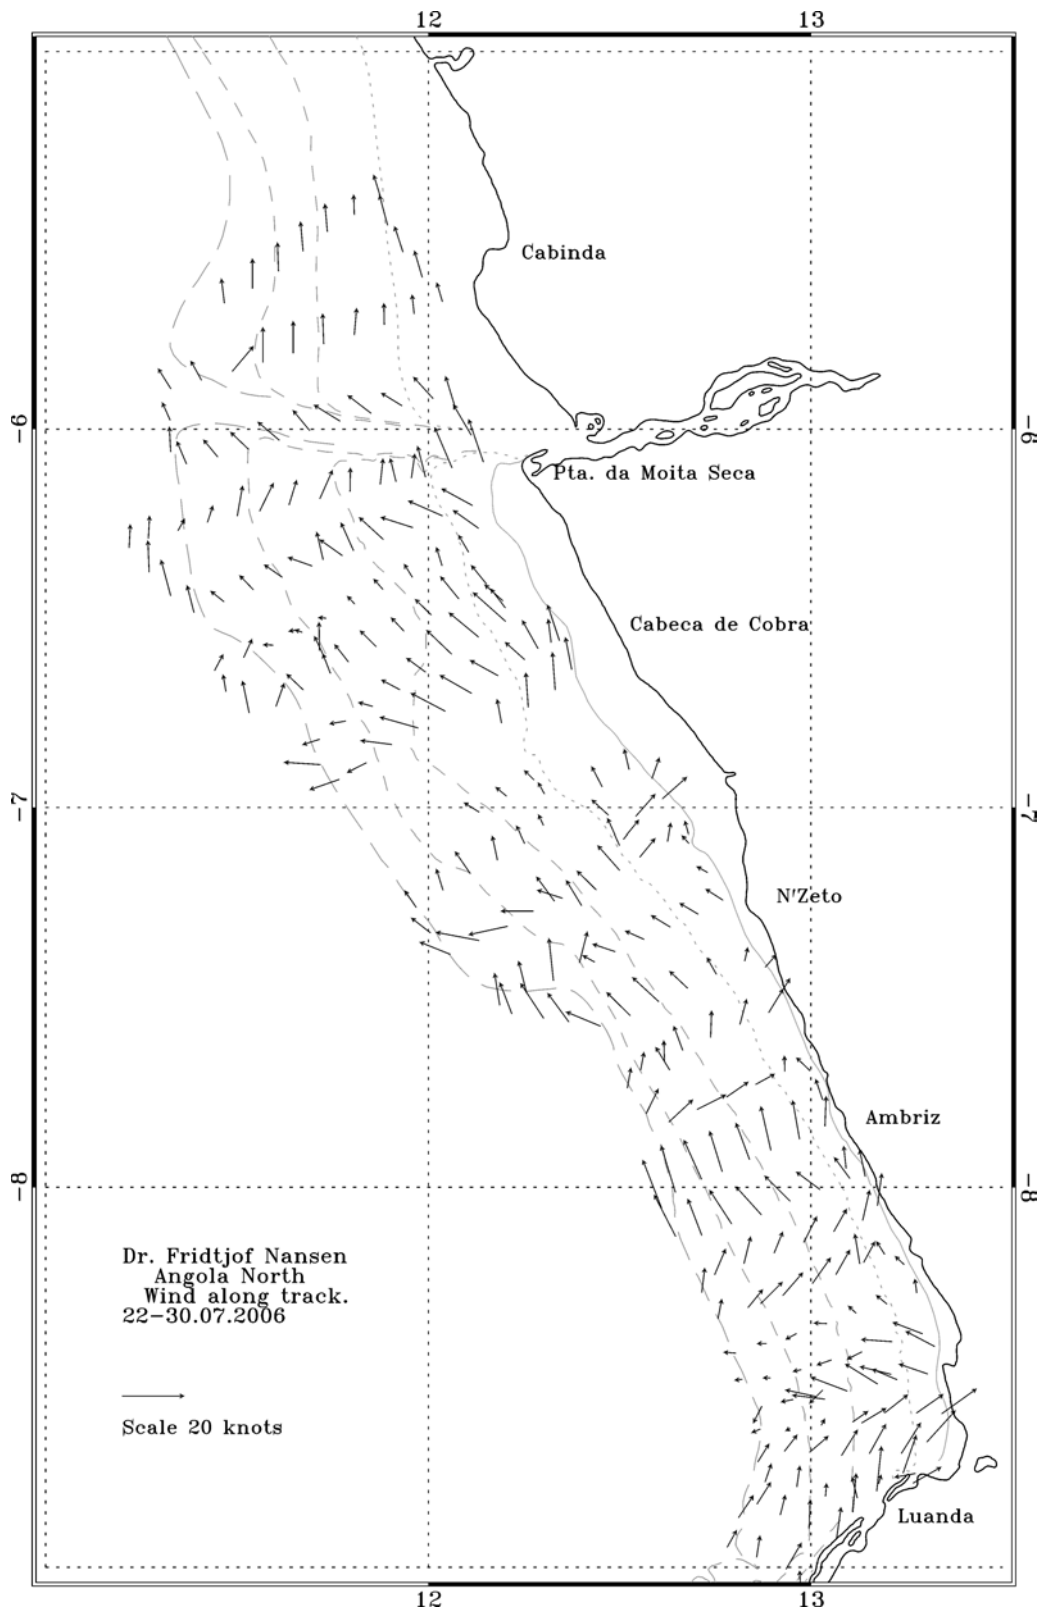 12 13
Cabinda
-6 -6
Pta. da Moita Seca
Cabeca de Cobra
-7 -7
N'Zeto
Ambriz
-8 -8
Dr. Fridtjof Nansen
Angola North
Wind along track.
22-30.07.2006
Scale 20 knots
Luanda
12 13